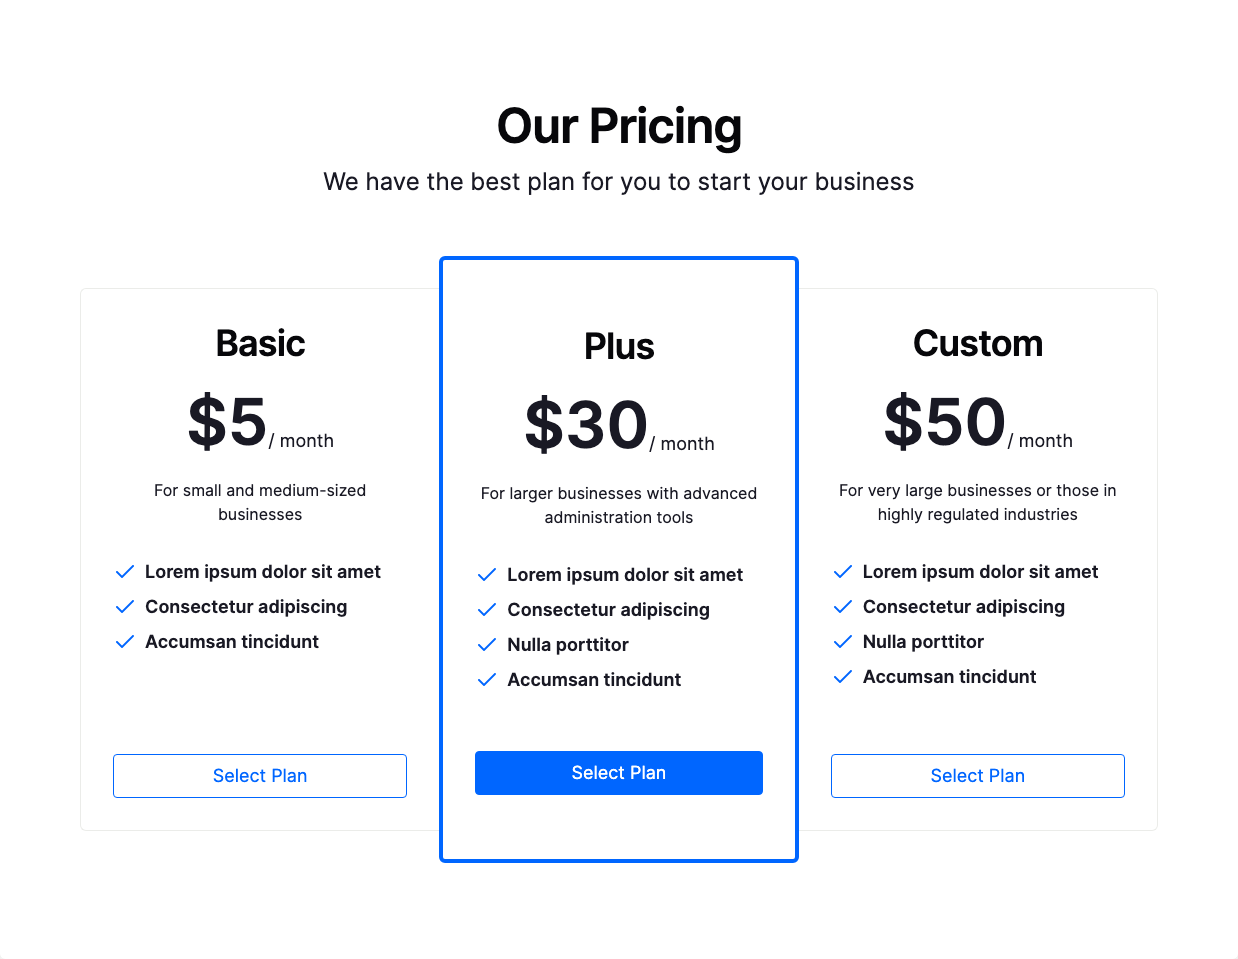 Our Pricing
We have the best plan for you to start your business
Basic
$5/ month
For small and medium-sized
businesses
Lorem ipsum dolor sit amet
Consectetur adipiscing
Accumsan tincidunt
Select Plan
Plus
$30/ month
For larger businesses with advanced
administration tools
Lorem ipsum dolor sit amet
Consectetur adipiscing
Nulla porttitor
Accumsan tincidunt
Select Plan
Custom
$50/ month
For very large businesses or those in
highly regulated industries
Lorem ipsum dolor sit amet
Consectetur adipiscing
Nulla porttitor
Accumsan tincidunt
Select Plan